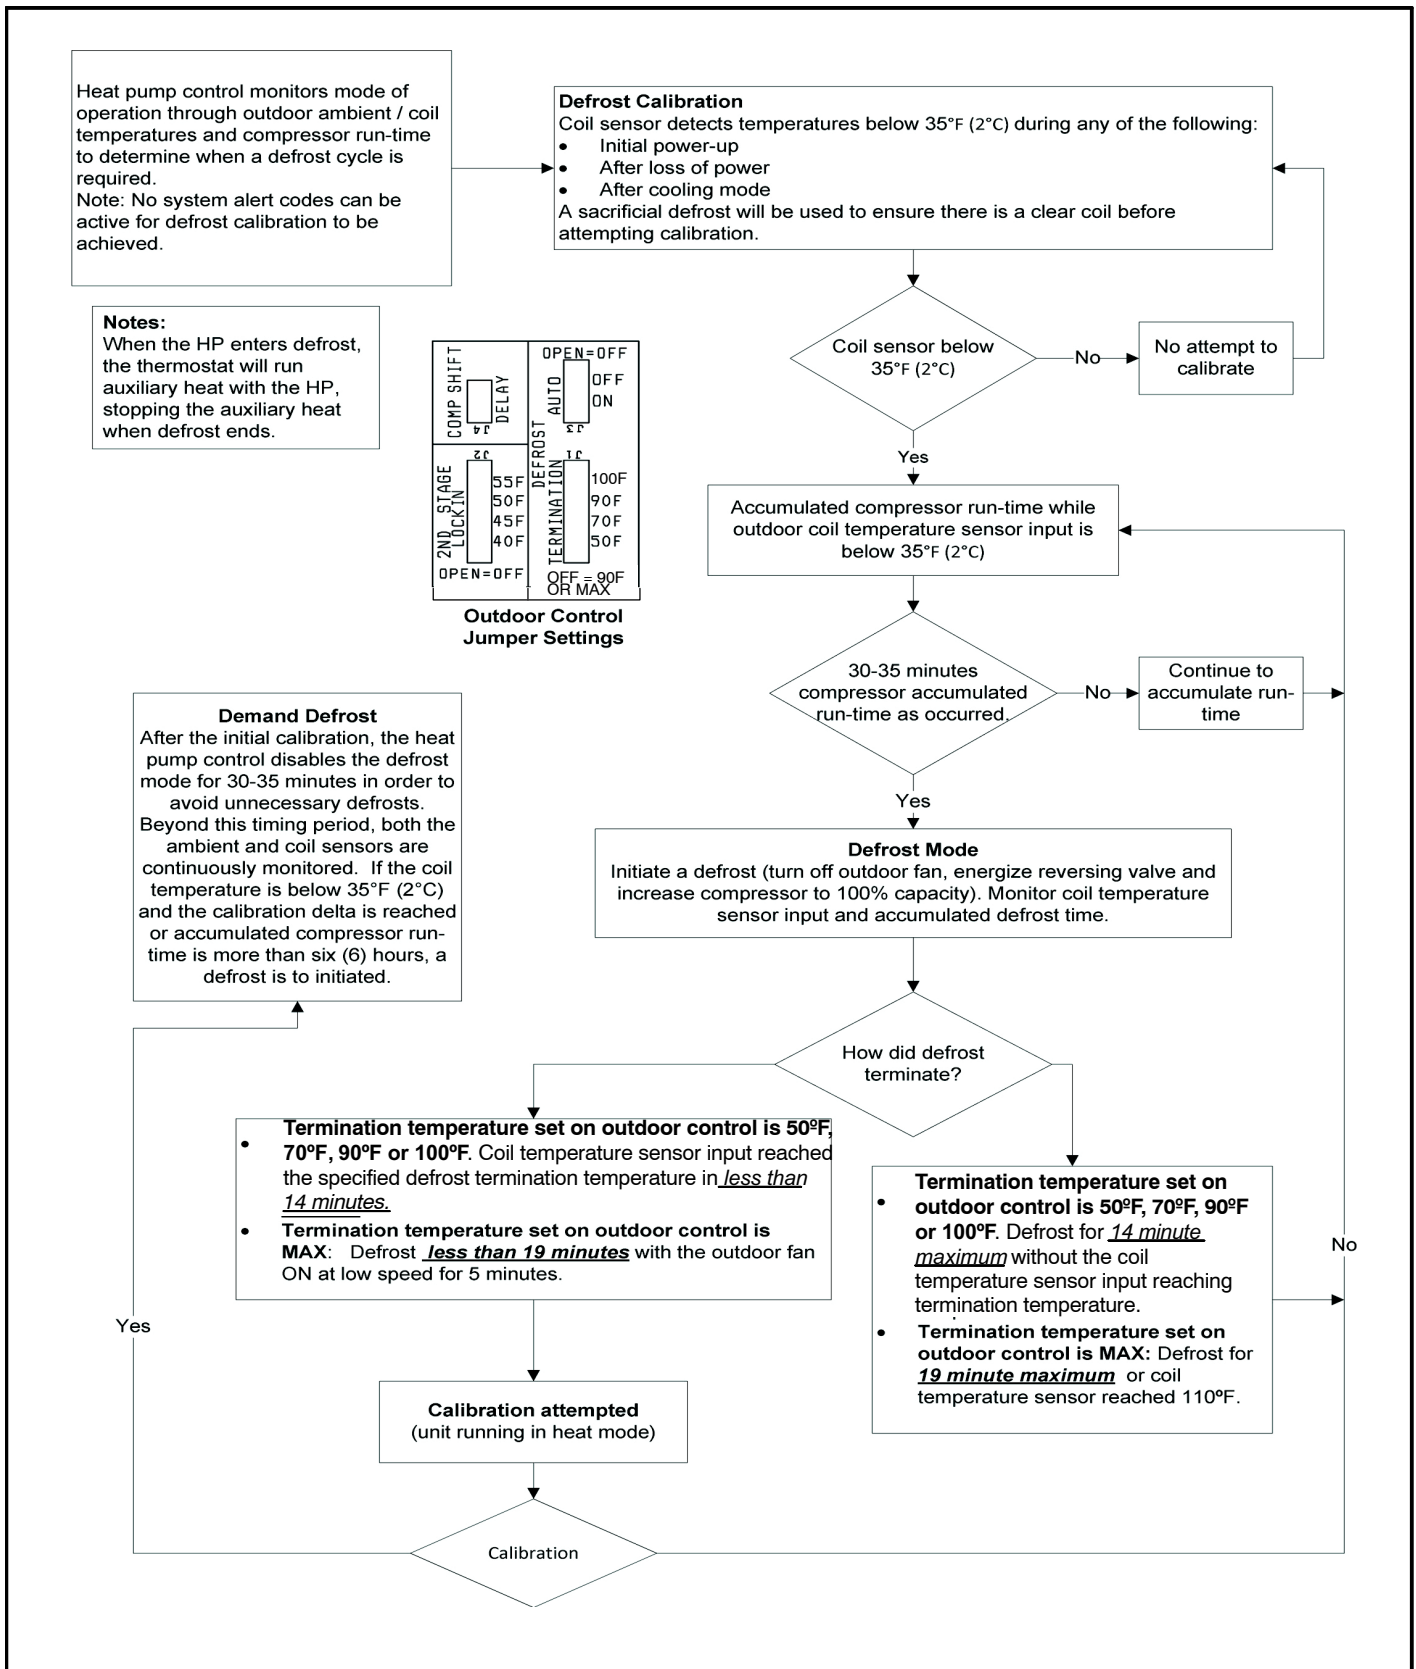 Heat pump control monitors mode of
operation through outdoor ambient / coil
temperatures and compressor run-time
to determine when a defrost cycle is
required.
Note: No system alert codes can be
active for defrost calibration to be
achieved.
Defrost Calibration
Coil sensor detects temperatures below 35°F (2°C) during any of the following:
• Initial power-up
• After loss of power
• After cooling mode
A sacrificial defrost will be used to ensure there is a clear coil before
attempting calibration.
Notes:
When the HP enters defrost,
the thermostat will run
auxiliary heat with the HP,
stopping the auxiliary heat
when defrost ends.
COMP SHIFT
DELAY
J4
OPEN=OFF
AUTO
OFF
ON
J3
DEFROST
2ND STAGE
LOCKIN
J2
55F
50F
45F
40F
OPEN=OFF
TERMINATION
J1
100F
90F
70F
50F
OFF = 90F
OR MAX
Outdoor Control
Jumper Settings
Coil sensor below
35°F (2°C)
No
No attempt to
calibrate
Yes
Accumulated compressor run-time while
outdoor coil temperature sensor input is
below 35°F (2°C)
30-35 minutes
compressor accumulated
run-time as occurred.
No
Continue to
accumulate run-
time
Yes
Demand Defrost
After the initial calibration, the heat
pump control disables the defrost
mode for 30-35 minutes in order to
avoid unnecessary defrosts.
Beyond this timing period, both the
ambient and coil sensors are
continuously monitored. If the coil
temperature is below 35°F (2°C)
and the calibration delta is reached
or accumulated compressor run-
time is more than six (6) hours, a
defrost is to initiated.
Defrost Mode
Initiate a defrost (turn off outdoor fan, energize reversing valve and
increase compressor to 100% capacity). Monitor coil temperature
sensor input and accumulated defrost time.
How did defrost
terminate?
• Termination temperature set on outdoor control is 50ºF,
70ºF, 90ºF or 100ºF. Coil temperature sensor input reached
the specified defrost termination temperature in less than
14 minutes.
• Termination temperature set on outdoor control is
MAX: Defrost less than 19 minutes with the outdoor fan
ON at low speed for 5 minutes.
• Termination temperature set on
outdoor control is 50ºF, 70ºF, 90ºF
or 100ºF. Defrost for 14 minute
maximum without the coil
temperature sensor input reaching
termination temperature.
• Termination temperature set on
outdoor control is MAX: Defrost for
19 minute maximum or coil
temperature sensor reached 110ºF.
No
Yes
Calibration attempted
(unit running in heat mode)
Calibration